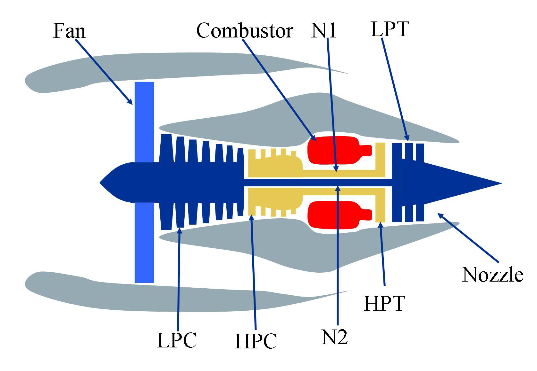 Fan
Combustor
N1
LPT
Nozzle
HPT
N2
HPC
LPC